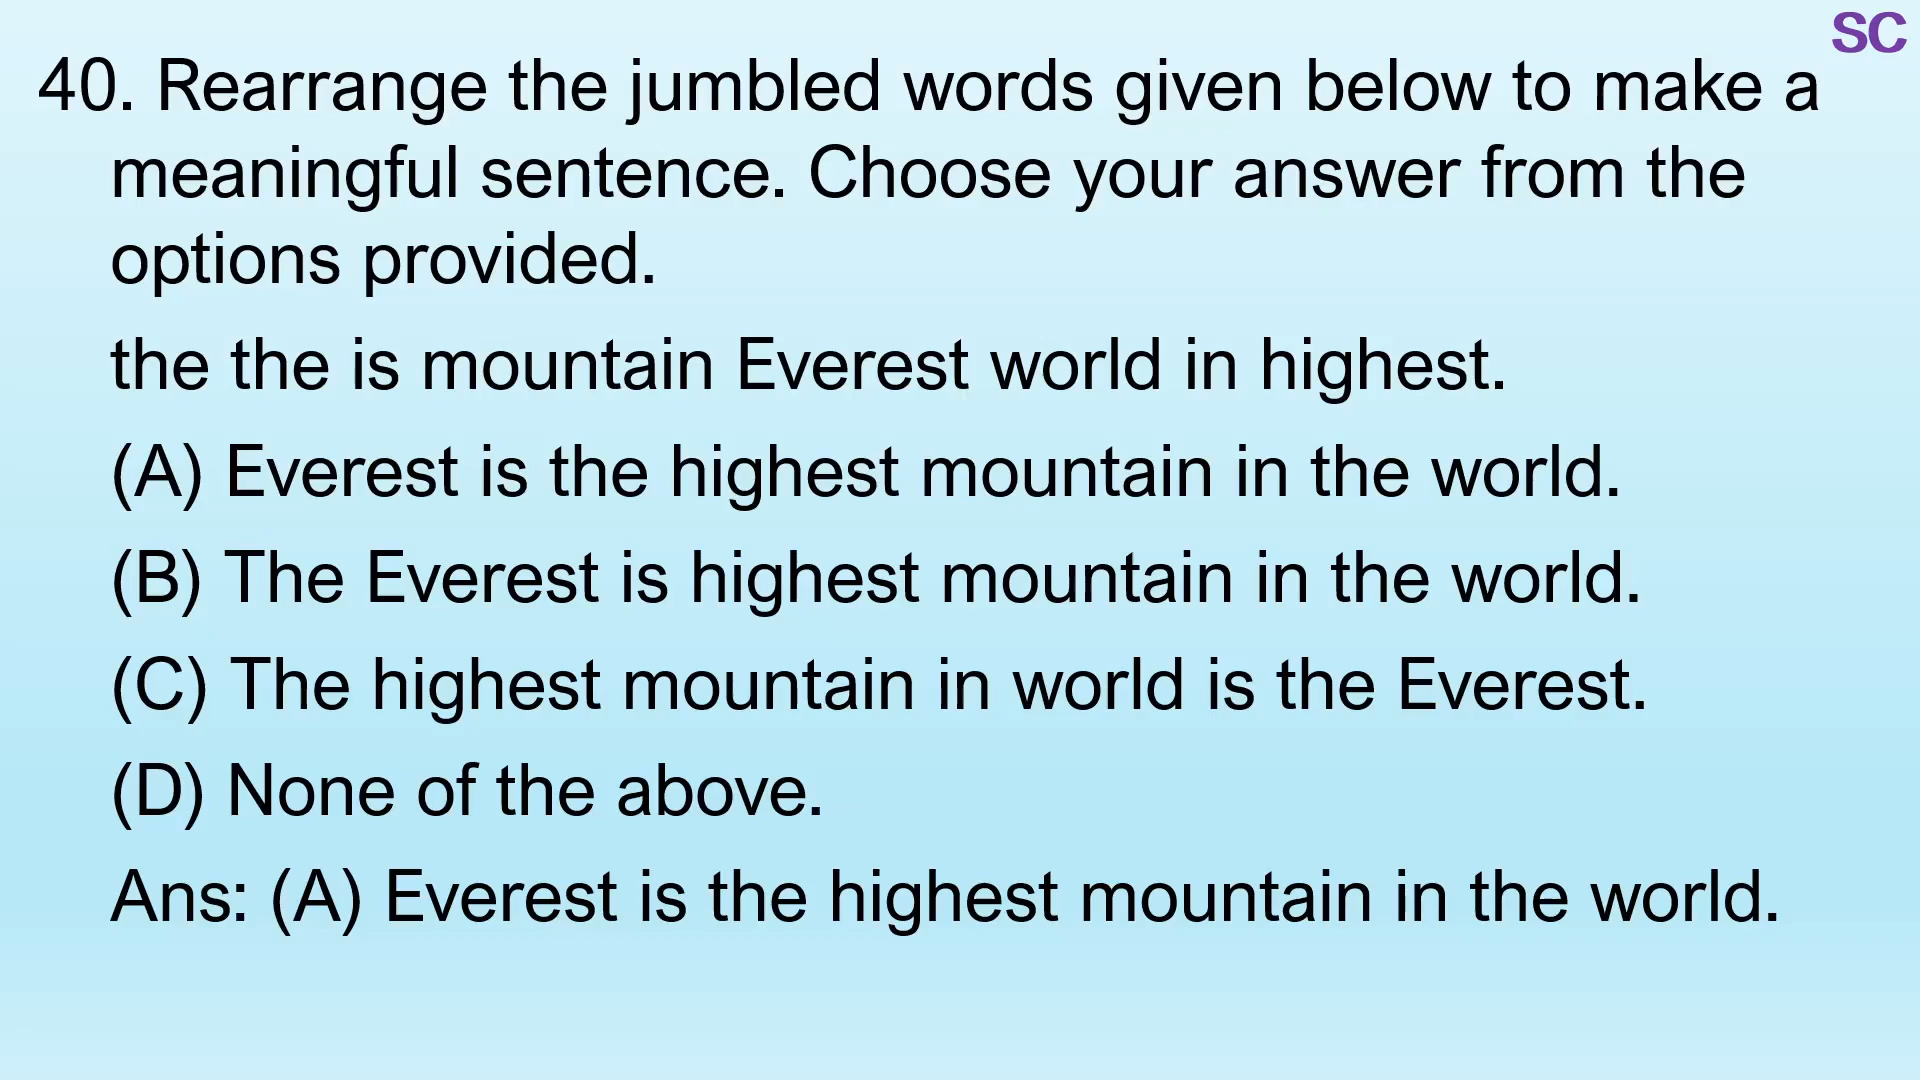 SC
40. Rearrange the jumbled words given below to make a
meaningful sentence. Choose your answer from the
options provided.
the the is mountain Everest world in highest.
(A) Everest is the highest mountain in the world.
(B) The Everest is highest mountain in the world.
(C) The highest mountain in world is the Everest.
(D) None of the above.
Ans: (A) Everest is the highest mountain in the world.